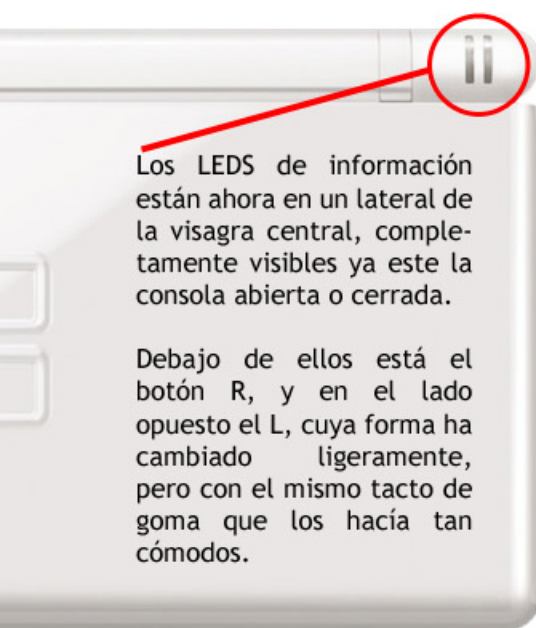 Los LEDS de información
están ahora en un lateral de
la visagra central, comple-
tamente visibles ya este la
consola abierta o cerrada.
Debajo de ellos está el
botón R, y en el lado
opuesto el L, cuya forma ha
cambiado ligeramente,
pero con el mismo tacto de
goma que los hacía tan
cómodos.